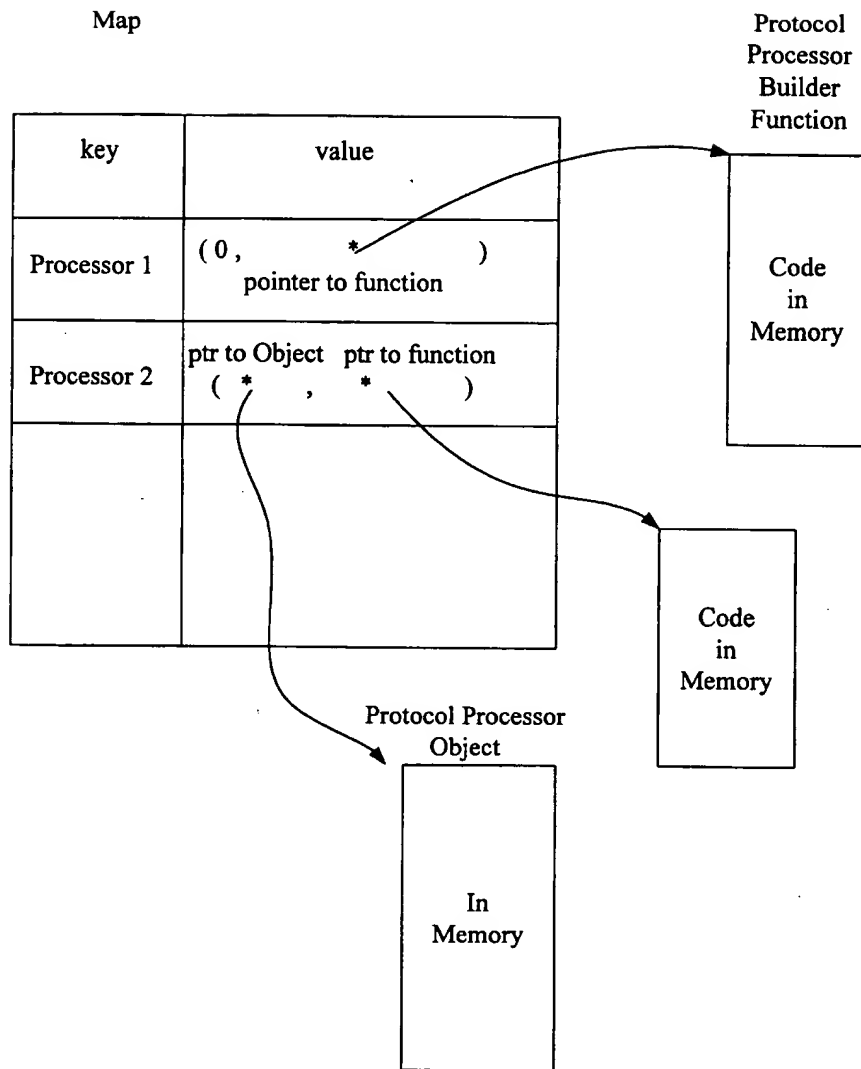 Map
Protocol
Processor
Builder
Function
key value
Processor 1 ( 0 , * )
pointer to function
Code
in
Memory
ptr to Object ptr to function
Processor 2 ( * , * )
Code
in
Memory
Protocol Processor
Object
In
Memory